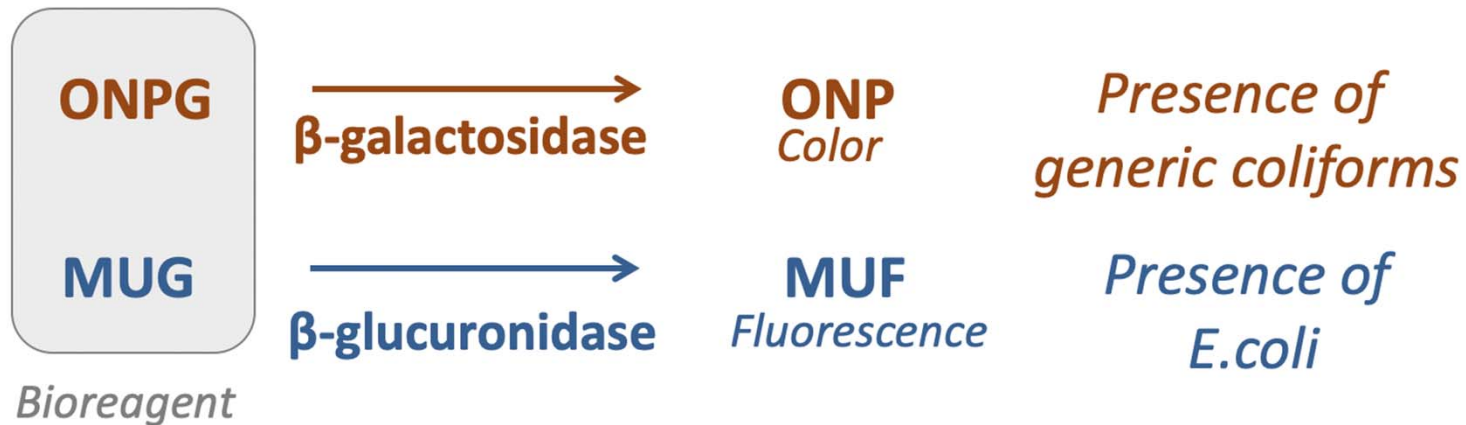 ONPG
β-galactosidase
ONP
Color
Presence of
generic coliforms
MUG
β-glucuronidase
MUF
Fluorescence
Presence of
E.coli
Bioreagent